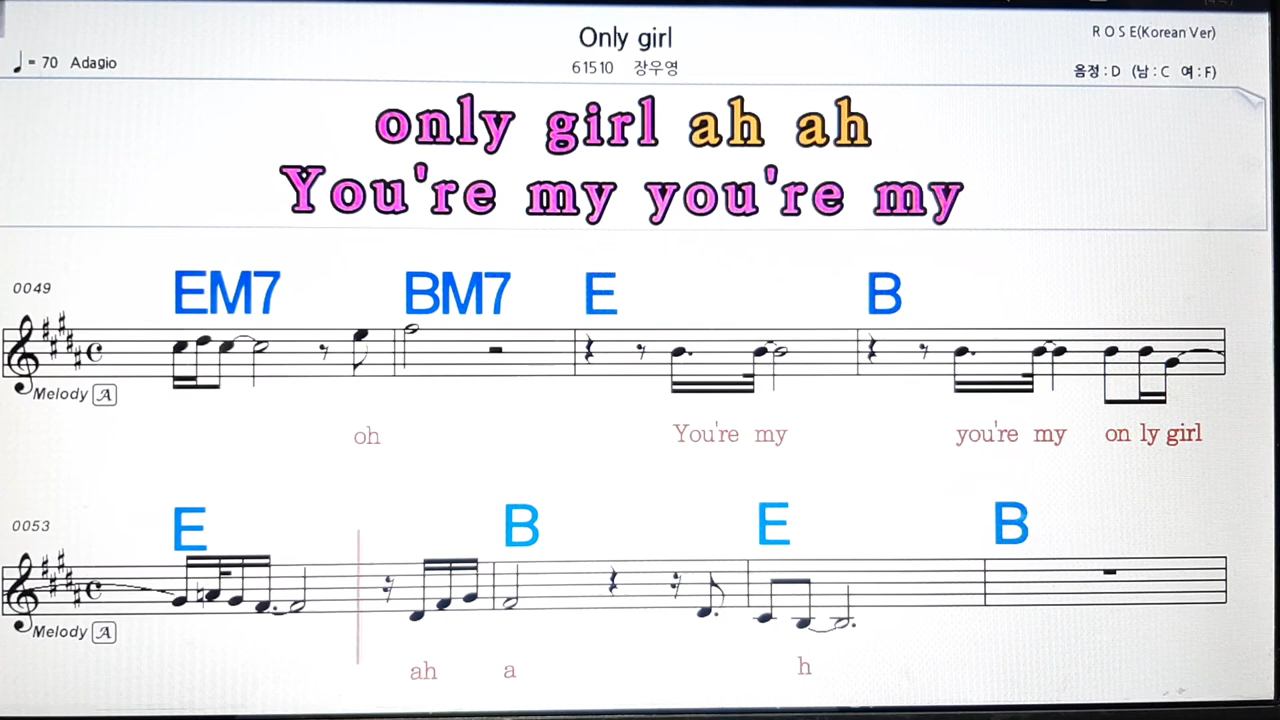 Only girl
R O S E(Korean Ver)
♩= 70 Adagio
61510 장우영
음정 : D (남 : C 여 : F)
only girl ah ah
You're my you're my
0049
EM7 BM7 E B
Melody A
oh You're my you're my on ly girl
0053
E B E B
Melody A
ah a h